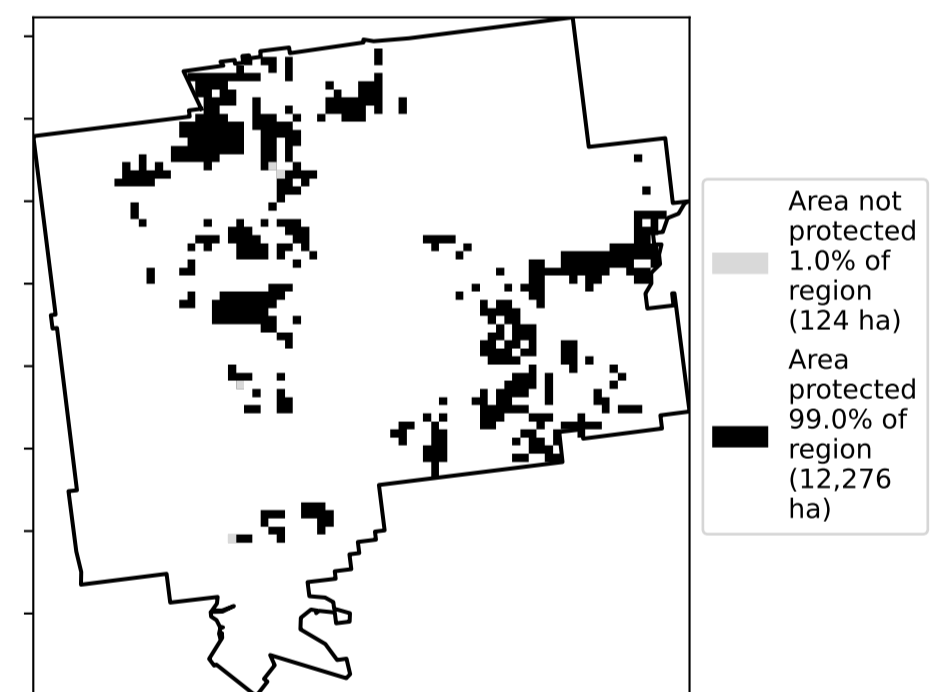 Area not
protected
1.0% of
region
(124 ha)
Area
protected
99.0% of
region
(12,276
ha)